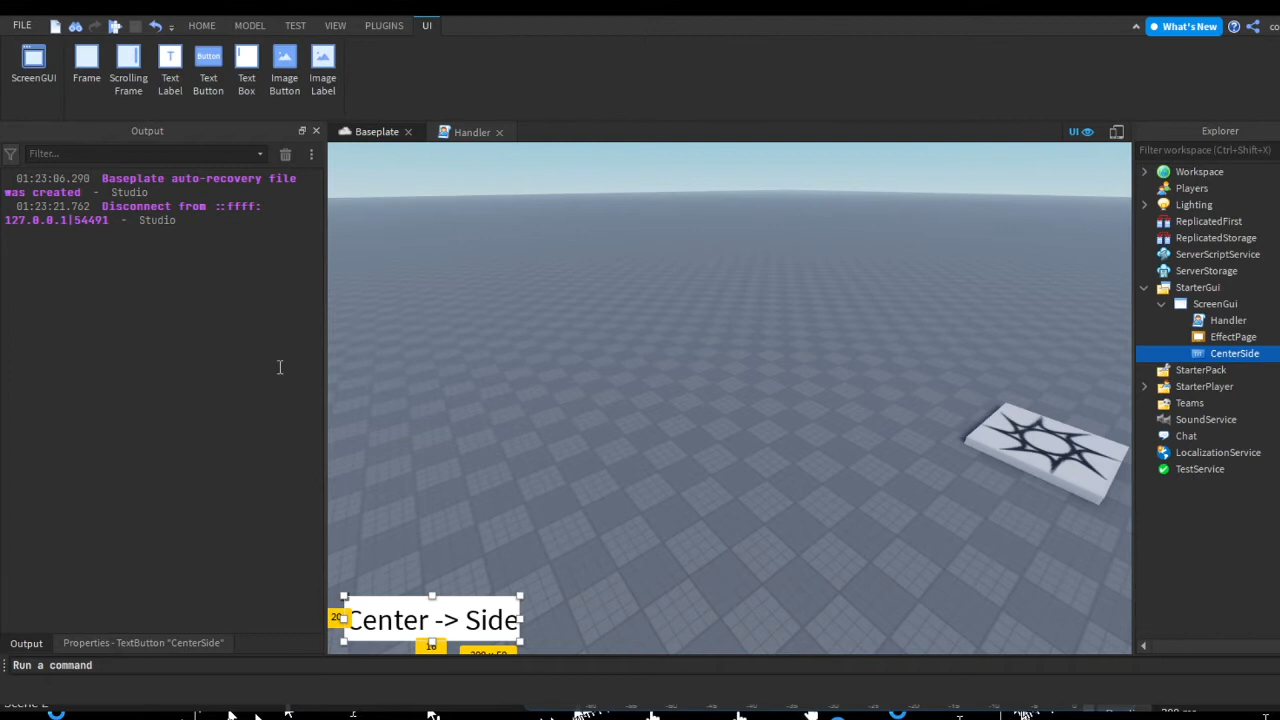 FILE HOME MODEL TEST VIEW PLUGINS UI What's New
ScreenGUI Frame Scrolling Frame Text Label Text Button Text Box Image Button Image Label
Button
Output
Baseplate
Handler
UI
Explorer
Filter...
Filter workspace (Ctrl+Shift+X)
01:23:06.290 Baseplate auto-recovery file
was created - Studio
01:23:21.762 Disconnect from ::ffff:
127.0.0.1|54491 - Studio
Workspace
Players
Lighting
ReplicatedFirst
ReplicatedStorage
ServerScriptService
ServerStorage
StarterGui
ScreenGui
Handler
EffectPage
CenterSide
StarterPack
StarterPlayer
Teams
SoundService
Chat
LocalizationService
TestService
Center -> Side
Output
Properties - TextButton "CenterSide"
Run a command